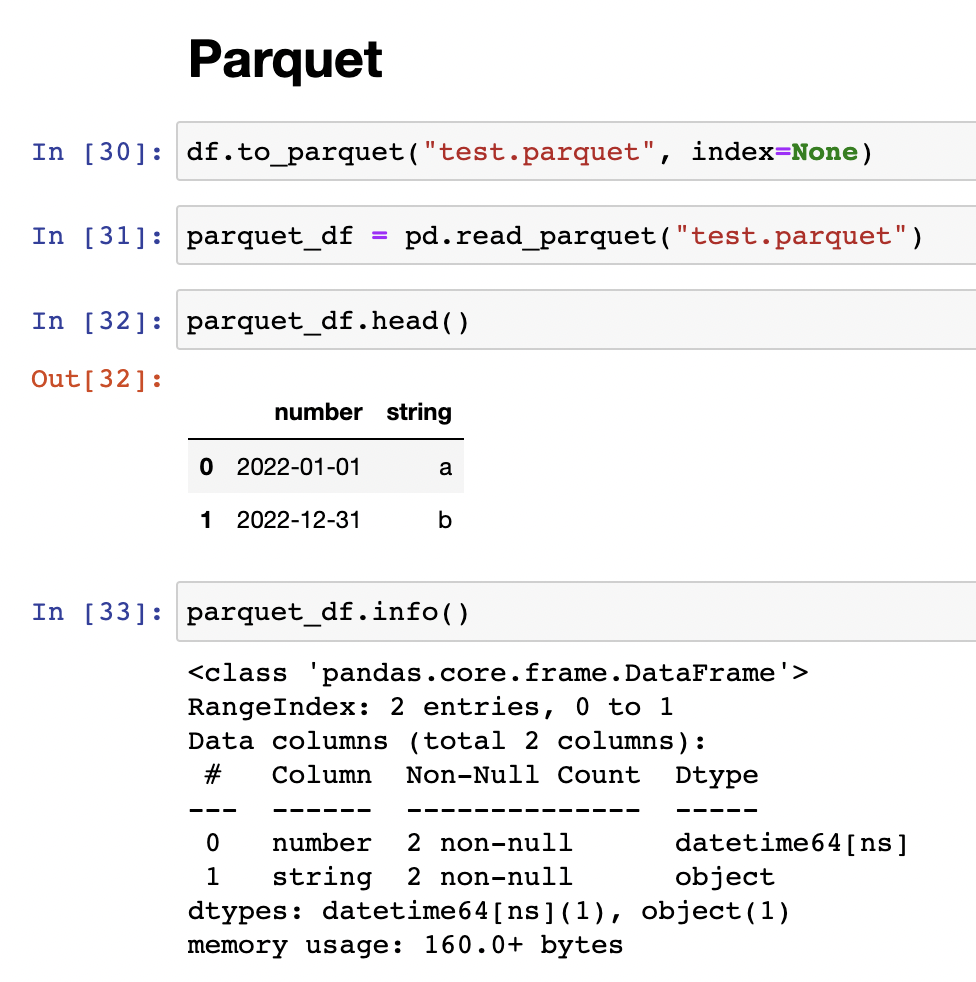 Parquet
In [30]: df.to_parquet("test.parquet", index=None)
In [31]: parquet_df = pd.read_parquet("test.parquet")
In [32]: parquet_df.head()
Out[32]:
number string
0 2022-01-01 a
1 2022-12-31 b
In [33]: parquet_df.info()
<class 'pandas.core.frame.DataFrame'>
RangeIndex: 2 entries, 0 to 1
Data columns (total 2 columns):
 #   Column  Non-Null Count  Dtype
---  ------  --------------  -----
 0   number  2 non-null      datetime64[ns]
 1   string  2 non-null      object
dtypes: datetime64[ns](1), object(1)
memory usage: 160.0+ bytes